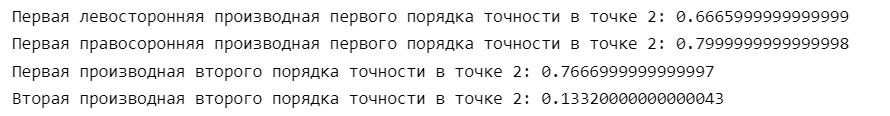 Первая левосторонняя производная первого порядка точности в точке 2: 0.6665999999999999
Первая правосоронняя производная первого порядка точности в точке 2: 0.7999999999999998
Первая производная второго порядка точности в точке 2: 0.7666999999999997
Вторая производная второго порядка точности в точке 2: 0.13320000000000043